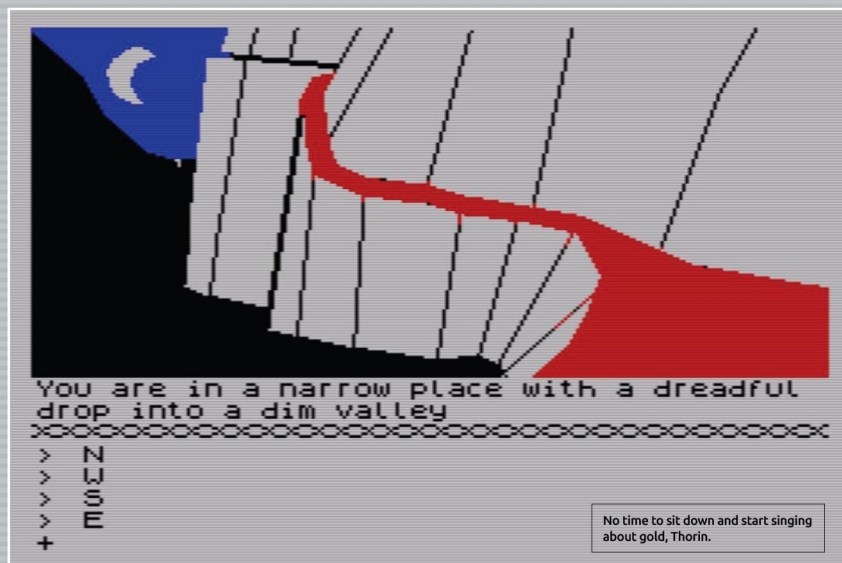 You are in a narrow place with a dreadful
drop into a dim valley
> N
> W
> S
> E
+
No time to sit down and start singing
about gold, Thorin.